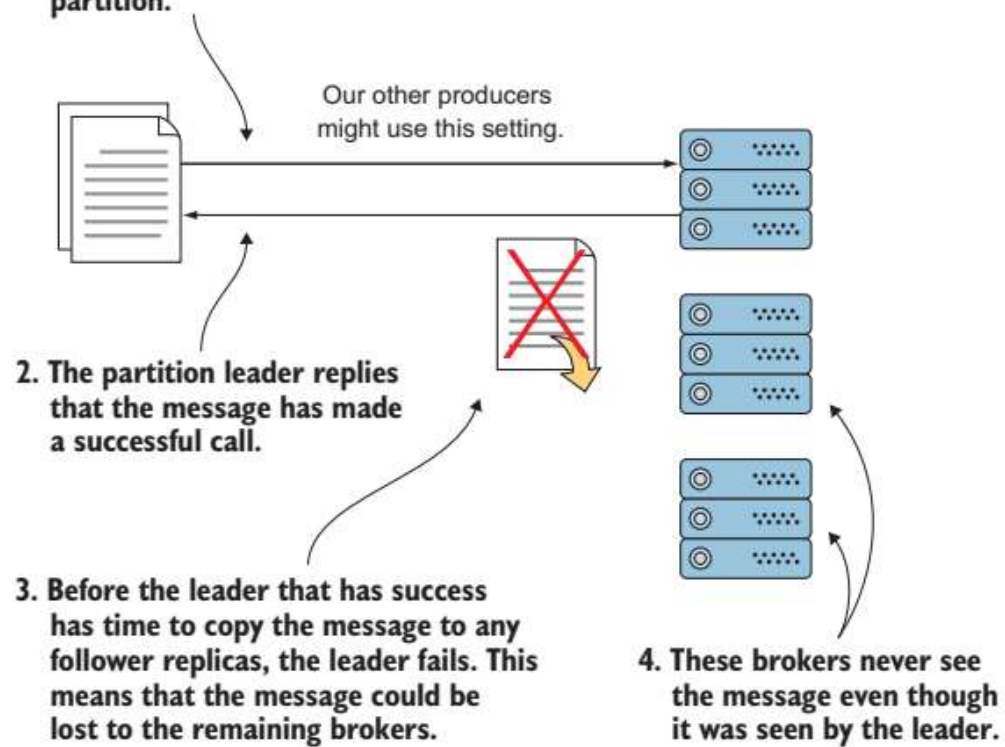 partition.
Our other producers
might use this setting.
2. The partition leader replies
that the message has made
a successful call.
3. Before the leader that has success
has time to copy the message to any
follower replicas, the leader fails. This
means that the message could be
lost to the remaining brokers.
4. These brokers never see
the message even though
it was seen by the leader.